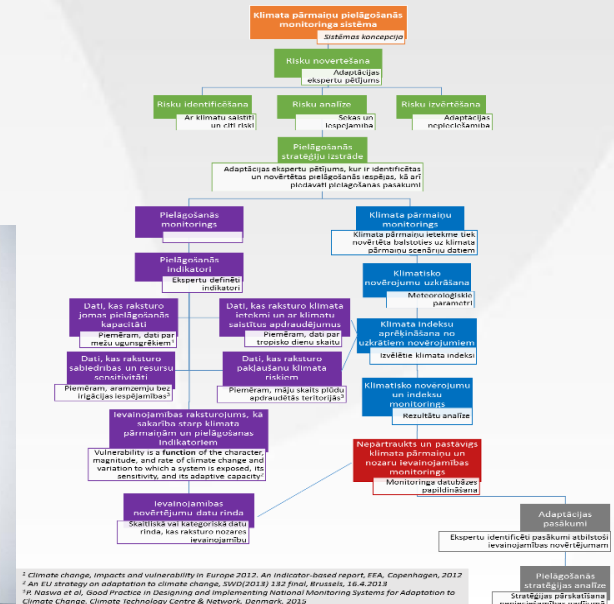 Klimata pārmaiņu pielāgošanās
monitoringa sistēma
Sistēmas koncepcija
Risku novērtēšana
Adaptācijas
ekspertu pētījums
Risku identificēšana
Ar klimatu saistīti
un citi riski
Risku analīze
Sekas un
iespējamība
Risku izvērtēšana
Adaptācijas
nepieciešamība
Pielāgošanās
stratēģiju izstrāde
Adaptācijas ekspertu pētījums, kur ir identificētas
un novērtētas pielāgošanās iespējas, kā arī
piedāvāti pielāgošanās pasākumi
Pielāgošanās
monitorings
Pielāgošanās
indikatori
Ekspertu definēti
indikatori
Dati, kas raksturo
jomas pielāgošanās
kapacitāti
Piemēram, dati par
mežu ugunsgrēkiem¹
Dati, kas raksturo klimata
ietekmi un ar klimatu
saistītus apdraudējumus
Piemēram, dati par
tropisko dienu skaitu
Dati, kas raksturo
sabiedrības un resursu
sensitivitāti
Piemēram, aramzemju bez
irigācijas iespējamības³
Dati, kas raksturo
pakļaušanu klimata
riskiem
Piemēram, māju skaits plūdu
apdraudētās teritorijās³
Ievainojamības raksturojums, kā
sakarība starp klimata
pārmaiņām un pielāgošanās
indikatoriem
Vulnerability is a function of the character,
magnitude, and rate of climate change and
variation to which a system is exposed, its
sensitivity, and its adaptive capacity²
Ievainojamības
novērtējumu datu rinda
Skaitliskā vai kategoriskā datu
rinda, kas raksturo nozares
ievainojamību
Klimata pārmaiņu
monitorings
Klimata pārmaiņu ietekme tiek
novērtēta balstoties uz klimata
pārmaiņu scenāriju datiem
Klimatisko
novērojumu uzkrāšana
Meteoroloģiskie
parametri
Klimata indeksu
aprēķināšana no
uzkrātiem novērojumiem
Izvēlētie klimata indeksi
Klimatisko novērojumu
un indeksu
monitorings
Rezultātu analīze
Nepārtraukts un pastāvīgs
klimata pārmaiņu un
nozaru ievainojamības
monitorings
Monitoringa datubāzes
papildināšana
Adaptācijas
pasākumi
Ekspertu identificēti pasākumi atbilstoši
ievainojamības novērtējumam
Pielāgošanās
stratēģijas analīze
Stratēģijas pārskatīšana
¹ Climate change, impacts and vulnerability in Europe 2012. An indicator-based report, EEA, Copenhagen, 2012
² An EU strategy on adaptation to climate change, SWD(2013) 132 final, Brussels, 16.4.2013
³P. Naswa et al, Good Practice in Designing and Implementing National Monitoring Systems for Adaptation to
Climate Change. Climate Technology Centre & Network, Denmark, 2015